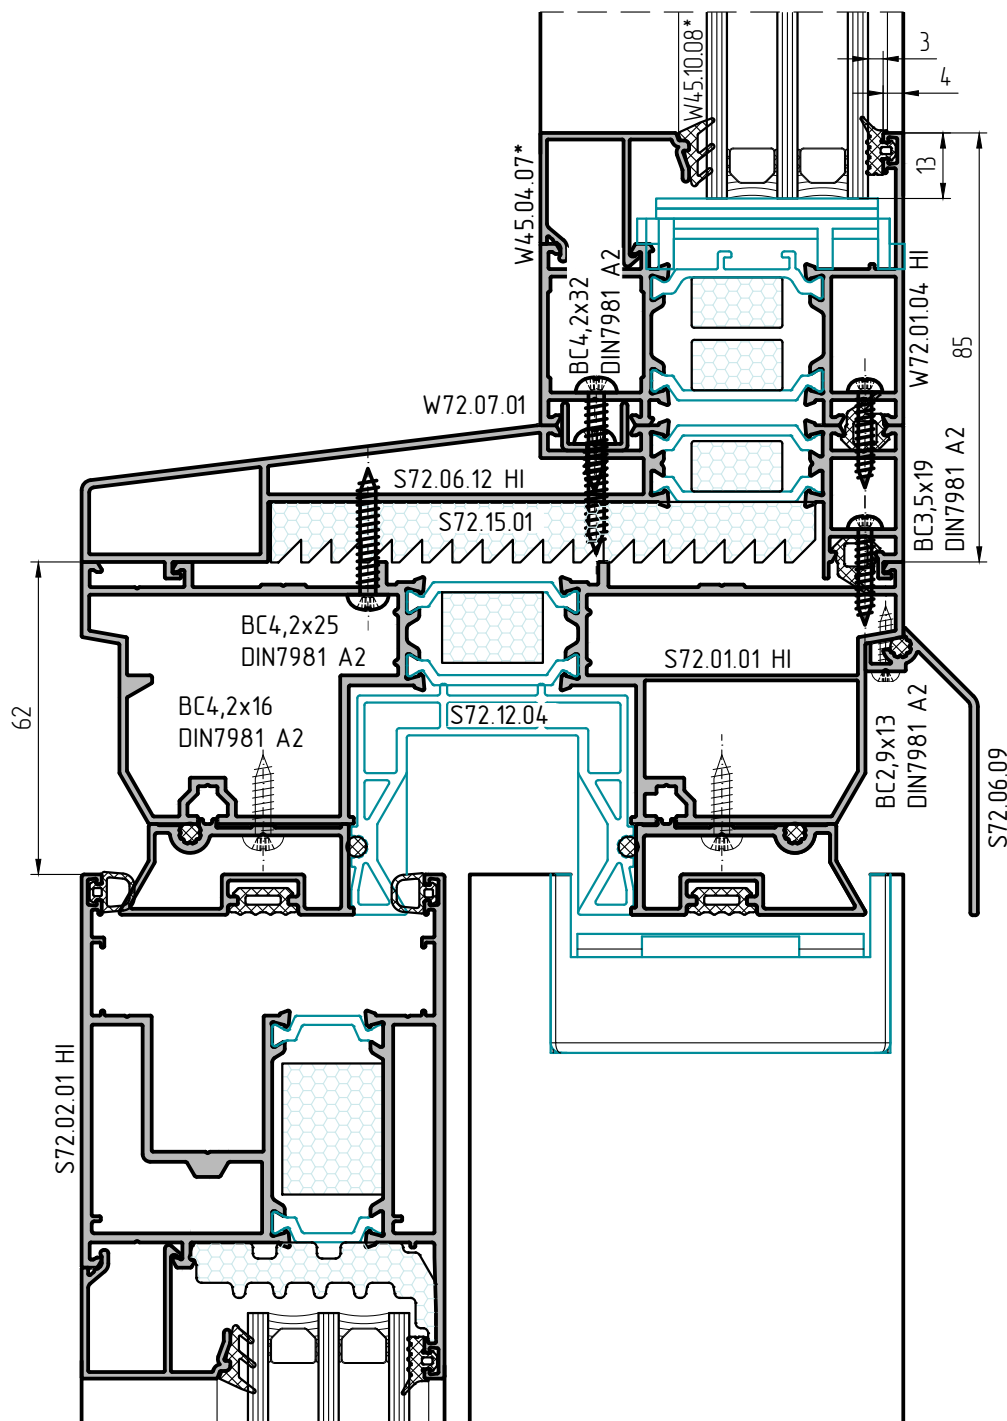 W45.10.08*
3
4
W45.04.07*
13
BC4,2x32
DIN7981 A2
W72.01.04 HI
85
W72.07.01
S72.06.12 HI
S72.15.01
BC3,5x19
DIN7981 A2
BC4,2x25
DIN7981 A2
S72.01.01 HI
62
BC4,2x16
DIN7981 A2
S72.12.04
BC2,9x13
DIN7981 A2
S72.06.09
S72.02.01 HI